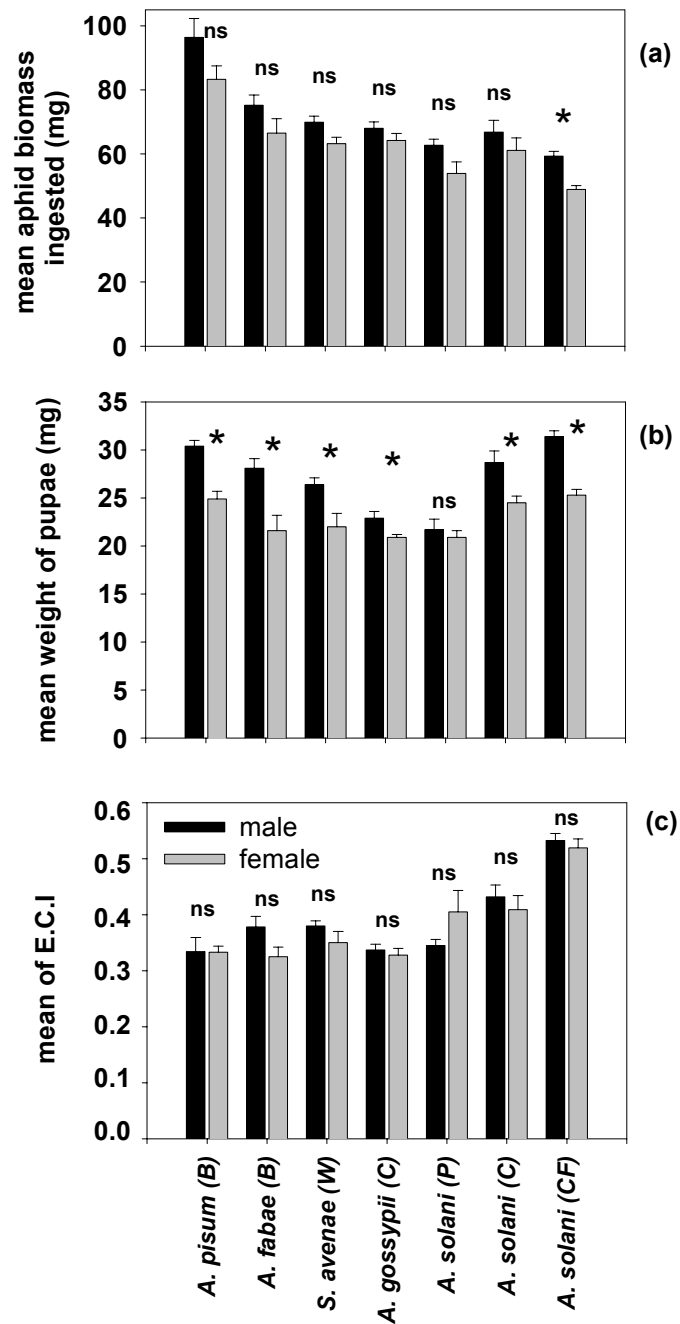 mean aphid biomass
ingested (mg)
100
80
60
40
20
0
ns
ns
ns
ns
ns
ns
*
(a)
mean weight of pupae (mg)
35
30
25
20
15
10
5
0
*
*
*
*
ns
*
*
(b)
mean of E.C.I
0.6
0.5
0.4
0.3
0.2
0.1
0.0
male
female
ns
ns
ns
ns
ns
ns
ns
(c)
A. pisum (B)
A. fabae (B)
S. avenae (W)
A. gossypii (C)
A. solani (P)
A. solani (C)
A. solani (CF)